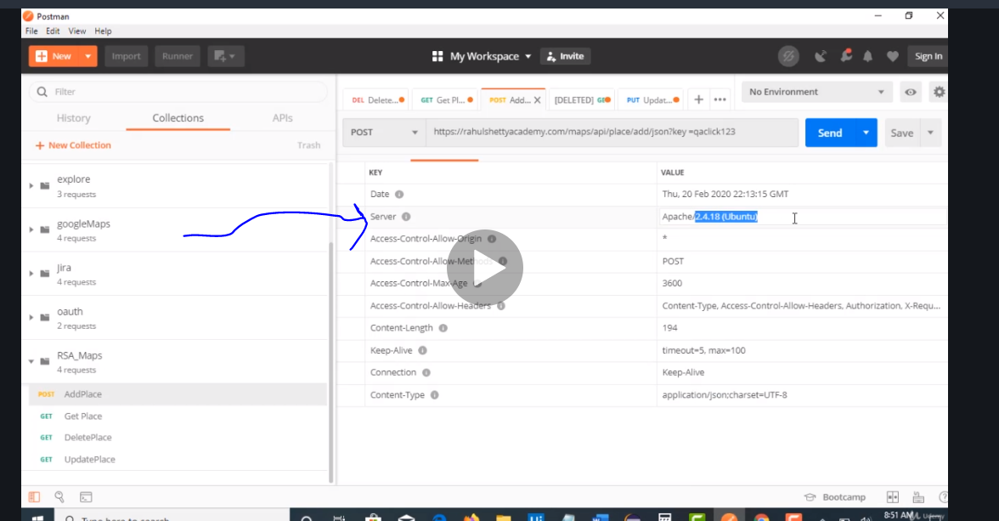 Postman
File Edit View Help
New Import Runner My Workspace Invite Sign In
Filter
History Collections APIs
+ New Collection Trash
explore
3 requests
googleMaps
4 requests
Jira
4 requests
oauth
2 requests
RSA_Maps
4 requests
POST AddPlace
GET Get Place
GET DeletePlace
GET UpdatePlace
DEL Delete... GET Get Pl... POST Add... [DELETED] PUT Updat... No Environment
POST https://rahulshettyacademy.com/maps/api/place/add/json?key =qaclick123 Send Save
KEY VALUE
Date Thu, 20 Feb 2020 22:13:15 GMT
Server Apache/2.4.18 (Ubuntu)
Access-Control-Allow-Origin *
Access-Control-Allow-Methods POST
Access-Control-Max-Age 3600
Access-Control-Allow-Headers Content-Type, Access-Control-Allow-Headers, Authorization, X-Requ...
Content-Length 194
Keep-Alive timeout=5, max=100
Connection Keep-Alive
Content-Type application/json;charset=UTF-8
Bootcamp
Type here to search 8:51 AM Udemy